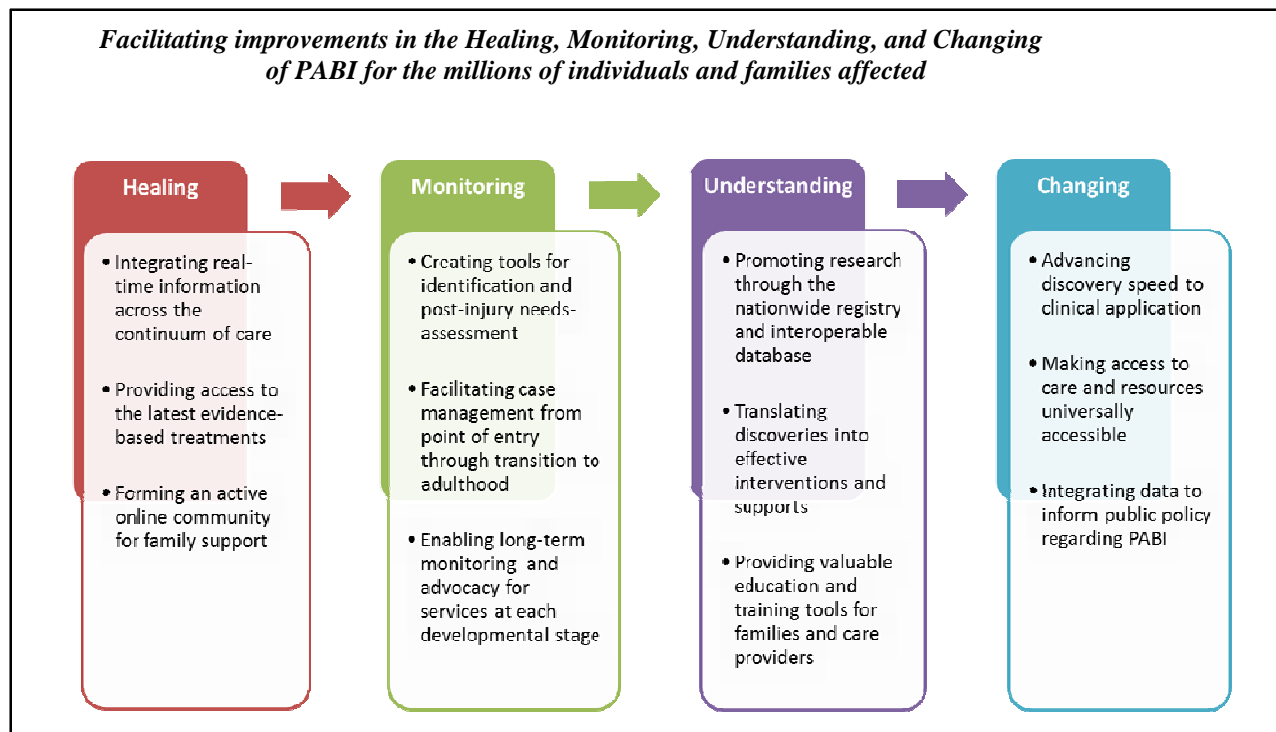 Facilitating improvements in the Healing, Monitoring, Understanding, and Changing
of PABI for the millions of individuals and families affected
Healing
• Integrating real-
time information
across the
continuum of care
• Providing access to
the latest evidence-
based treatments
• Forming an active
online community
for family support
Monitoring
• Creating tools for
identification and
post-injury needs-
assessment
• Facilitating case
management from
point of entry
through transition to
adulthood
• Enabling long-term
monitoring and
advocacy for
services at each
developmental stage
Understanding
• Promoting research
through the
nationwide registry
and interoperable
database
• Translating
discoveries into
effective
interventions and
supports
• Providing valuable
education and
training tools for
families and care
providers
Changing
• Advancing
discovery speed to
clinical application
• Making access to
care and resources
universally
accessible
• Integrating data to
inform public policy
regarding PABI